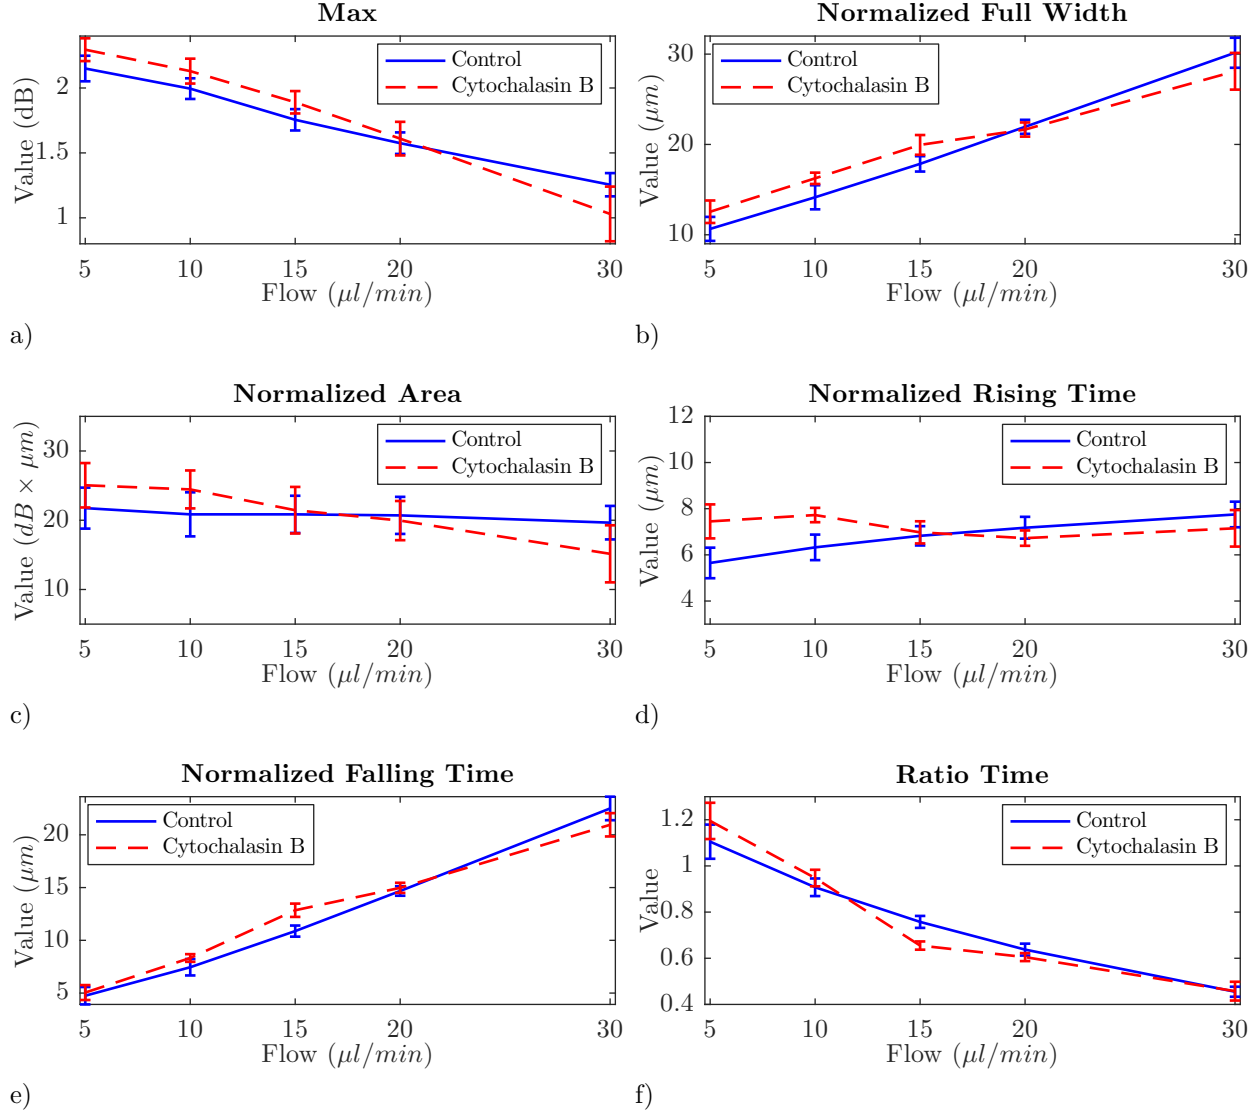 Max
Control
Cytochalasin B
Value (dB)
2
1.5
1
5 10 15 20 30
Flow (μl/min)
a)
Normalized Full Width
Control
Cytochalasin B
Value (μm)
30
20
10
5 10 15 20 30
Flow (μl/min)
b)
Normalized Area
Control
Cytochalasin B
Value (dB × μm)
30
20
10
5 10 15 20 30
Flow (μl/min)
c)
Normalized Rising Time
Control
Cytochalasin B
Value (μm)
12
10
8
6
4
5 10 15 20 30
Flow (μl/min)
d)
Normalized Falling Time
Control
Cytochalasin B
Value (μm)
20
15
10
5
5 10 15 20 30
Flow (μl/min)
e)
Ratio Time
Control
Cytochalasin B
Value
1.2
1
0.8
0.6
0.4
5 10 15 20 30
Flow (μl/min)
f)